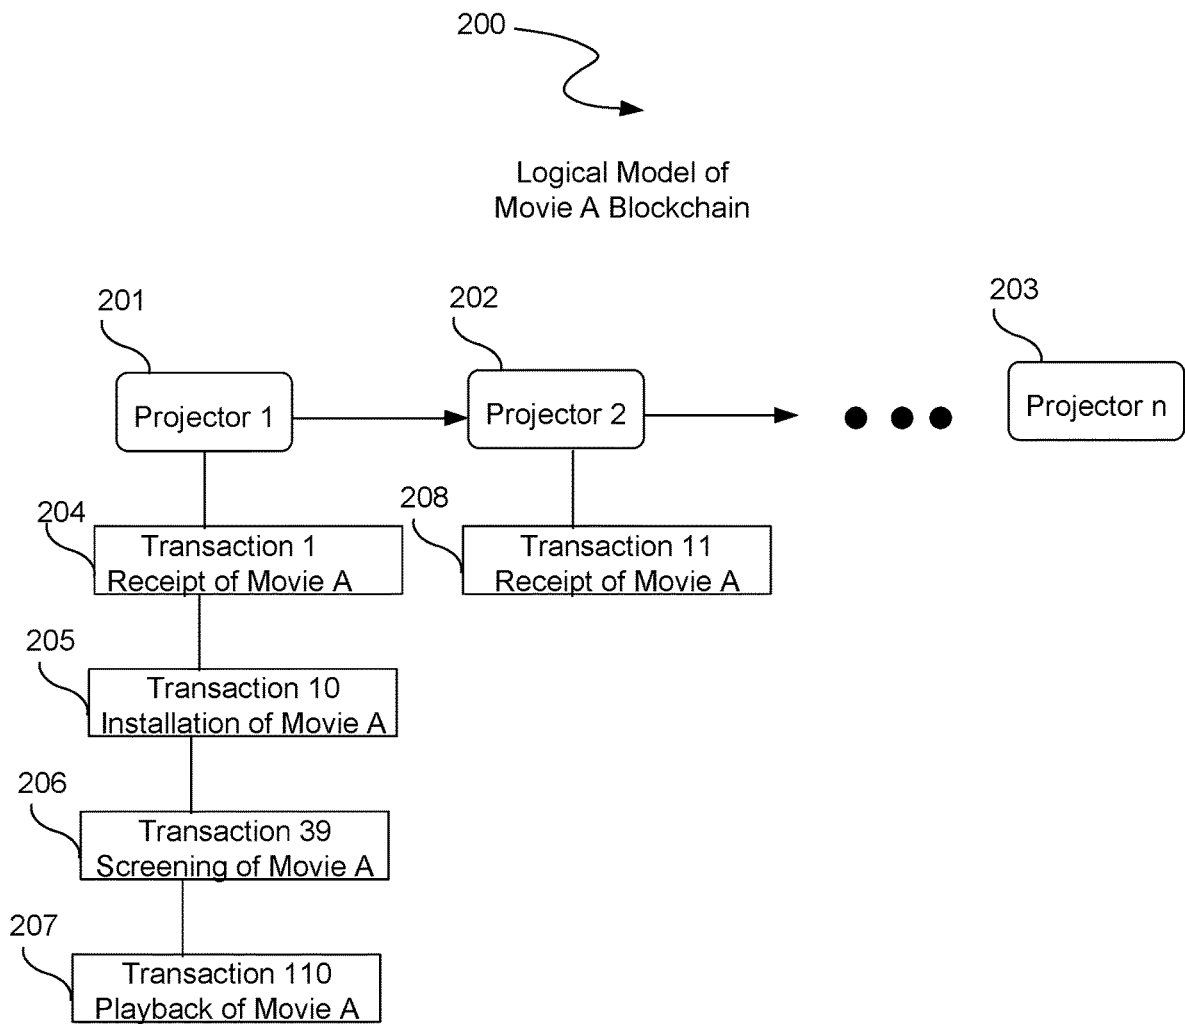 200
Logical Model of
Movie A Blockchain
201
202
203
Projector 1
Projector 2
Projector n
204
Transaction 1
Receipt of Movie A
208
Transaction 11
Receipt of Movie A
205
Transaction 10
Installation of Movie A
206
Transaction 39
Screening of Movie A
207
Transaction 110
Playback of Movie A